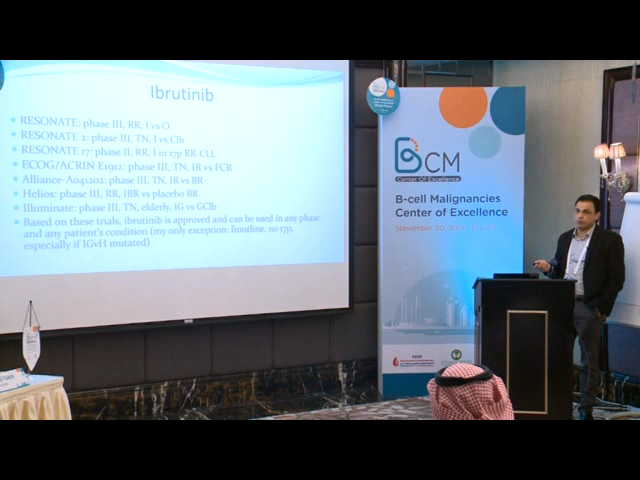 Ibrutinib
RESONATE: phase III, RR, I vs O
RESONATE 2: phase III, TN, I vs Clb
RESONATE 17: phase II, RR, I in 17p RR-CLL
ECOG/ACRIN E1912: phase III, TN, IR vs FCR
Alliance-A041202: phase III, TN, IR vs BR
Helios: phase III, RR, IBR vs placebo BR
Illuminate: phase III, TN, elderly, IG vs GClb
Based on these trials, ibrutinib is approved and can be used in any phase
and any patient's condition (my only exception: frontline, no 17p,
especially if IGvH mutated)
BCM
Center Of Excellence
B-cell Malignancies
Center of Excellence
November 30,